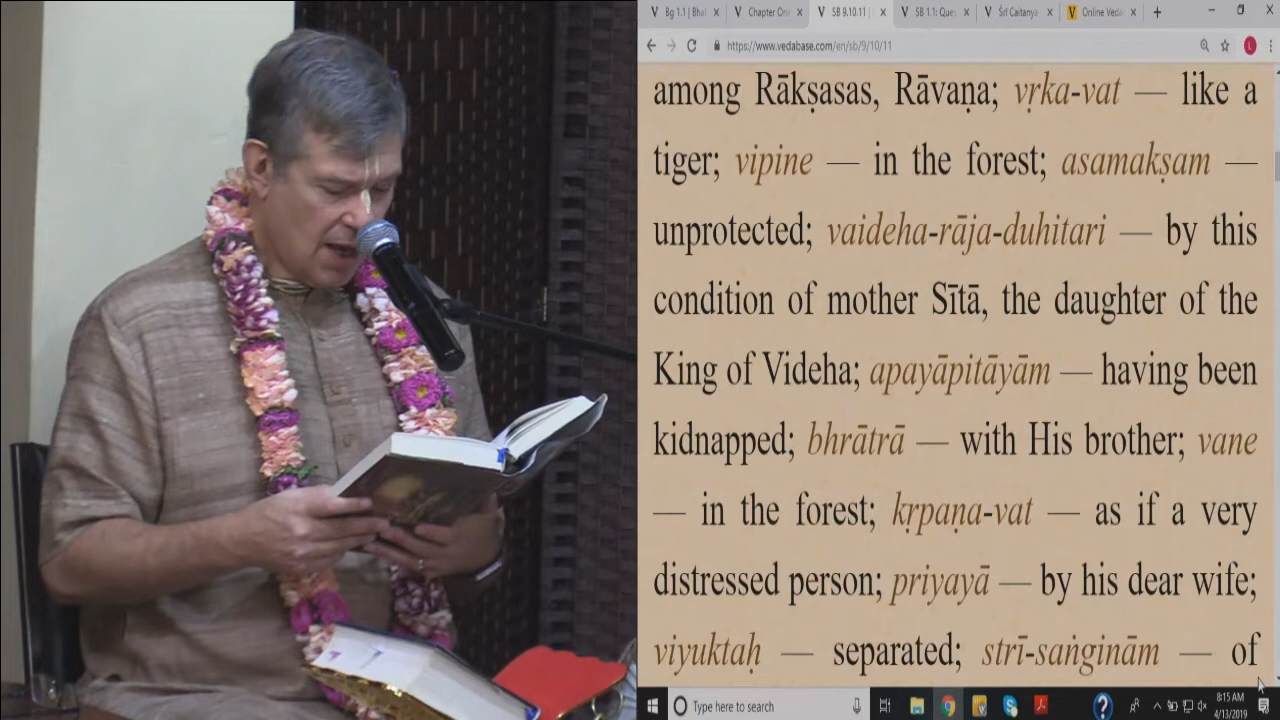 Bg 1.1 | Bhal
Chapter One
SB 9.10.11 |
SB 1.1: Ques
Śrī Caitanya
Online Veda
https://www.vedabase.com/en/sb/9/10/11
among Rākṣasas, Rāvaṇa; vṛka-vat — like a
tiger; vipine — in the forest; asamakṣam —
unprotected; vaideha-rāja-duhitari — by this
condition of mother Sītā, the daughter of the
King of Videha; apayāpitāyām — having been
kidnapped; bhrātrā — with His brother; vane
— in the forest; kṛpaṇa-vat — as if a very
distressed person; priyayā — by his dear wife;
viyuktaḥ — separated; strī-saṅginām — of
Type here to search
8:15 AM
4/13/2019